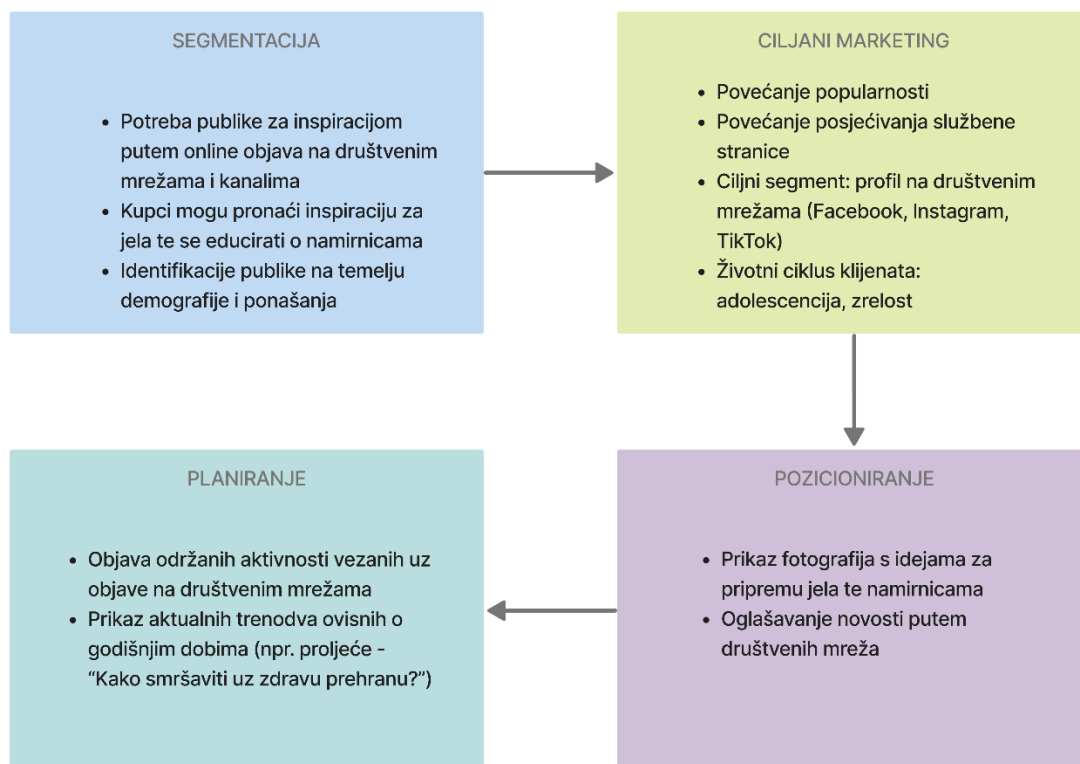 SEGMENTACIJA
• Potreba publike za inspiracijom
putem online objava na društvenim
mrežama i kanalima
• Kupci mogu pronaći inspiraciju za
jela te se educirati o namirnicama
• Identifikacije publike na temelju
demografije i ponašanja
CILJANI MARKETING
• Povećanje popularnosti
• Povećanje posjećivanja službene
stranice
• Ciljni segment: profil na društvenim
mrežama (Facebook, Instagram,
TikTok)
• Životni ciklus klijenata:
adolescencija, zrelost
PLANIRANJE
• Objava održanih aktivnosti vezanih uz
objave na društvenim mrežama
• Prikaz aktualnih trenodva ovisnih o
godišnjim dobima (npr. proljeće -
“Kako smršaviti uz zdravu prehranu?”)
POZICIONIRANJE
• Prikaz fotografija s idejama za
pripremu jela te namirnicama
• Oglašavanje novosti putem
društvenih mreža